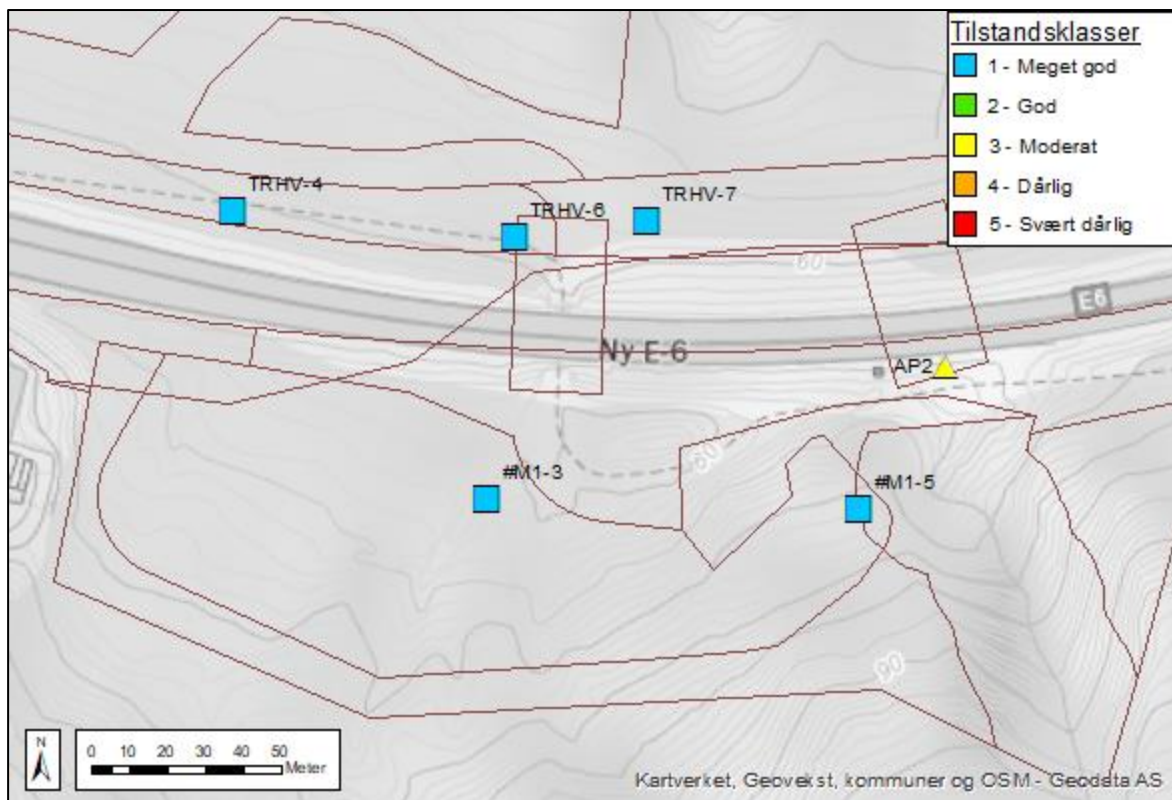 Tilstandsklasser
1 - Meget god
2 - God
3 - Moderat
4 - Dårlig
5 - Svært dårlig
TRHV-4
TRHV-6
TRHV-7
60
E6
Ny E-6
AP2
60
#M1-3
#M1-5
90
N
0 10 20 30 40 50
Meter
Kartverket, Geovekst, kommuner og OSM - Geodata AS